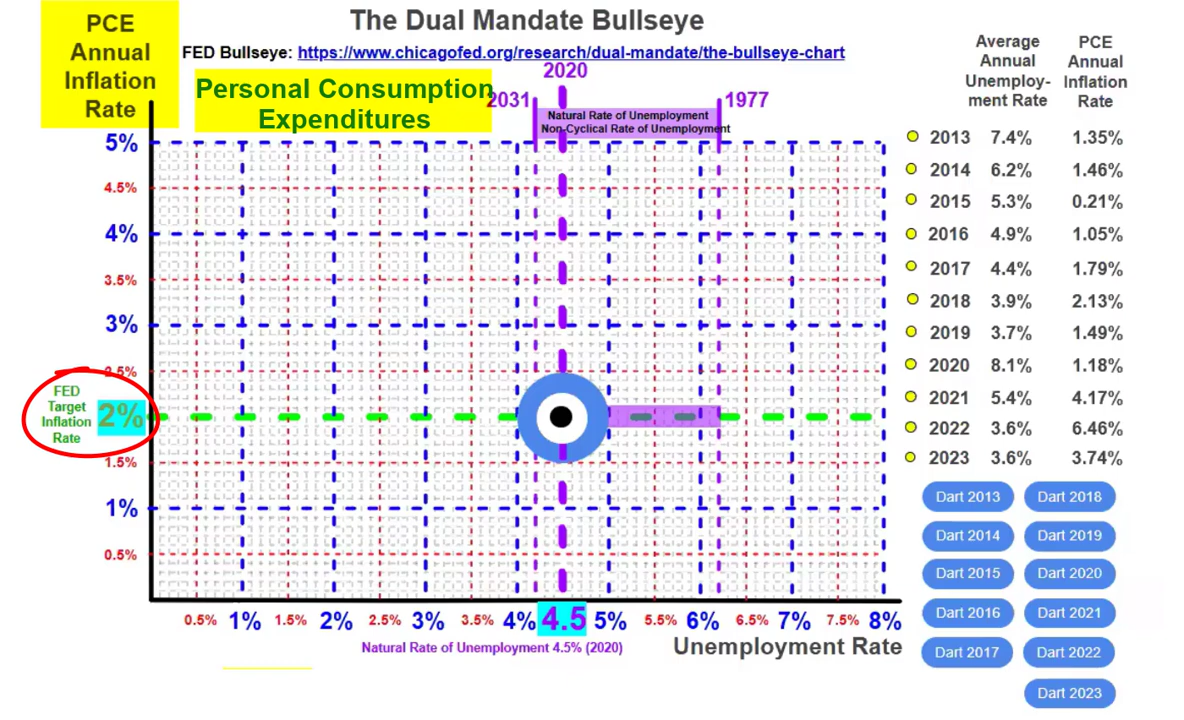 The Dual Mandate Bullseye
PCE
Annual
Inflation
Rate
FED Bullseye: https://www.chicagofed.org/research/dual-mandate/the-bullseye-chart
Personal Consumption
Expenditures
2020
2031
1977
Natural Rate of Unemployment
Non-Cyclical Rate of Unemployment
5%
4.5%
4%
3.5%
3%
2.5%
FED
Target
Inflation
Rate
2%
1.5%
1%
0.5%
0.5% 1% 1.5% 2% 2.5% 3% 3.5% 4% 4.5 5% 5.5% 6% 6.5% 7% 7.5% 8%
Natural Rate of Unemployment 4.5% (2020)
Unemployment Rate
Average
Annual
Unemploy-
ment Rate
PCE
Annual
Inflation
Rate
2013 7.4% 1.35%
2014 6.2% 1.46%
2015 5.3% 0.21%
2016 4.9% 1.05%
2017 4.4% 1.79%
2018 3.9% 2.13%
2019 3.7% 1.49%
2020 8.1% 1.18%
2021 5.4% 4.17%
2022 3.6% 6.46%
2023 3.6% 3.74%
Dart 2013 Dart 2018
Dart 2014 Dart 2019
Dart 2015 Dart 2020
Dart 2016 Dart 2021
Dart 2017 Dart 2022
Dart 2023